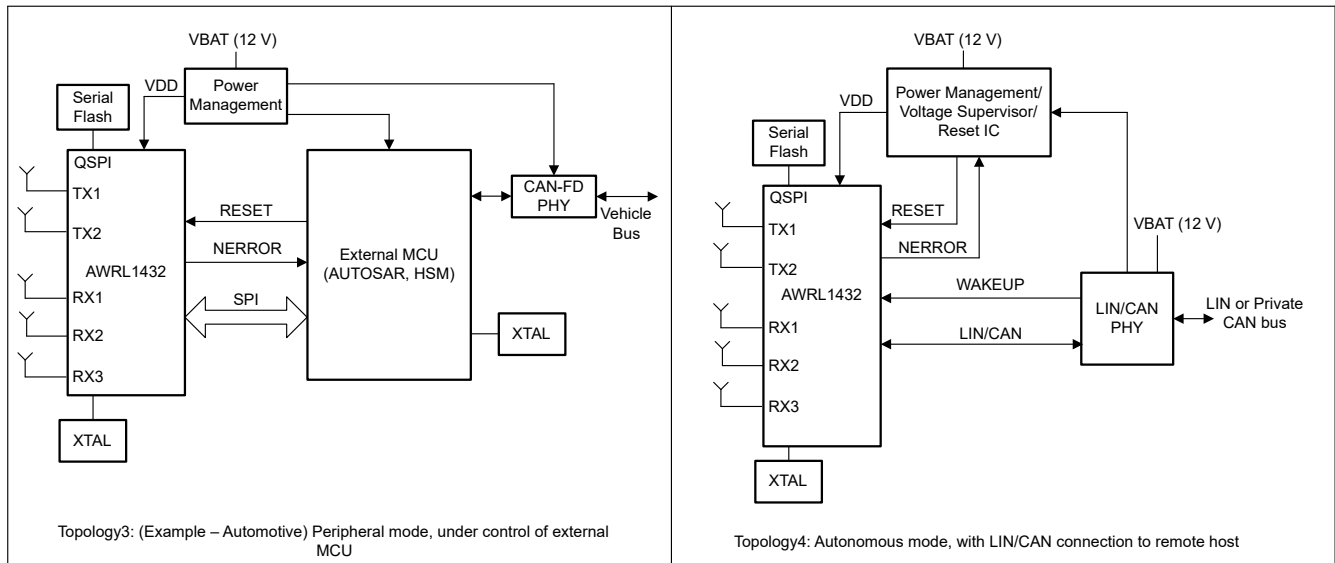 VBAT (12 V)
VDD
Power
Management
Serial
Flash
QSPI
TX1
TX2
AWRL1432
RX1
RX2
RX3
XTAL
RESET
NERROR
SPI
External MCU
(AUTOSAR, HSM)
XTAL
CAN-FD
PHY
Vehicle
Bus
Topology3: (Example – Automotive) Peripheral mode, under control of external
MCU
VBAT (12 V)
VDD
Power Management/
Voltage Supervisor/
Reset IC
Serial
Flash
QSPI
TX1
TX2
AWRL1432
RX1
RX2
RX3
XTAL
RESET
NERROR
WAKEUP
LIN/CAN
VBAT (12 V)
LIN/CAN
PHY
LIN or Private
CAN bus
Topology4: Autonomous mode, with LIN/CAN connection to remote host